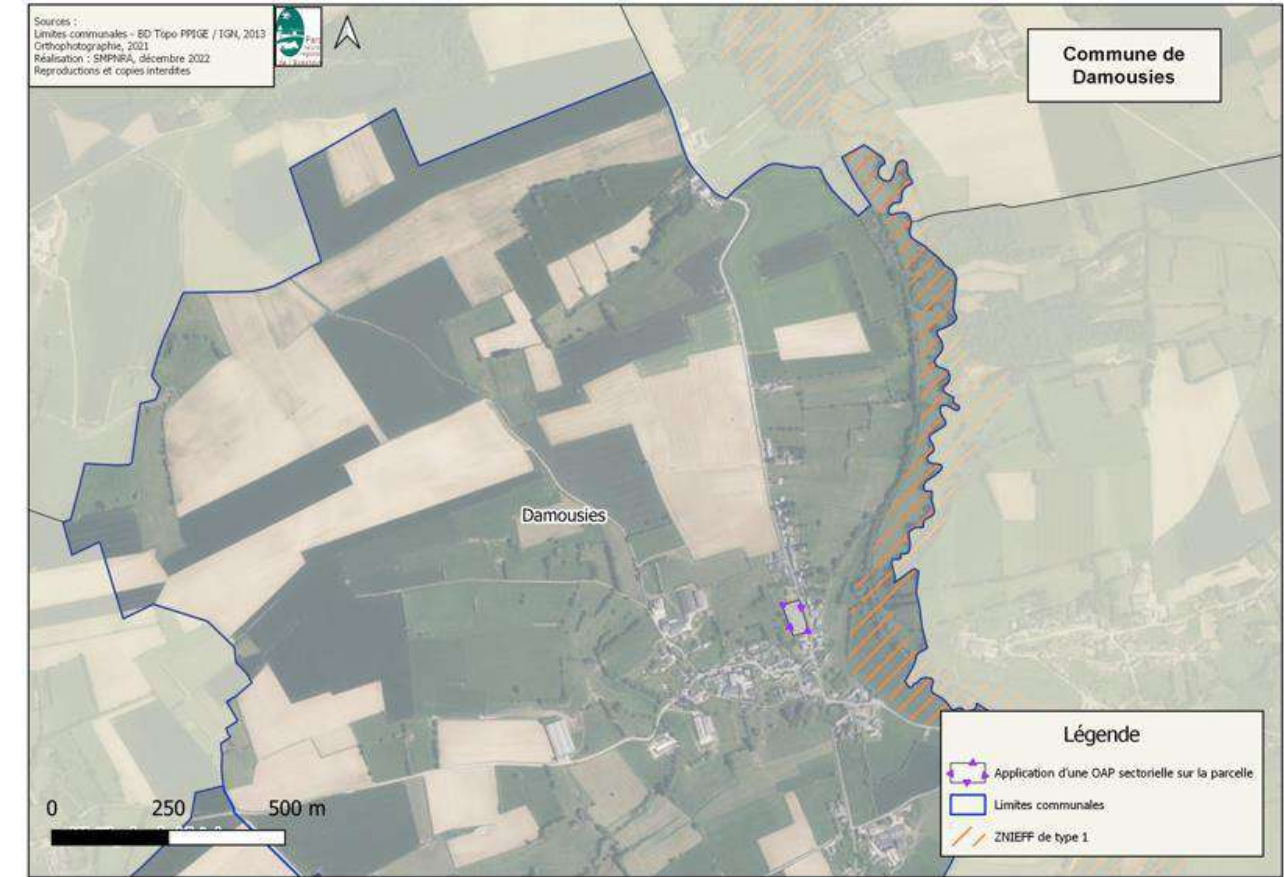 Sources :
Limites communales - BD Topo PPIGE / IGN, 2013
Orthophotographie, 2021
Réalisation : SMPNRA, décembre 2022
Reproductions et copies interdites
Parc
Commune de
Damousies
Damousies
0 250 500 m
Légende
Application d'une OAP sectorielle sur la parcelle
Limites communales
ZNIEFF de type 1